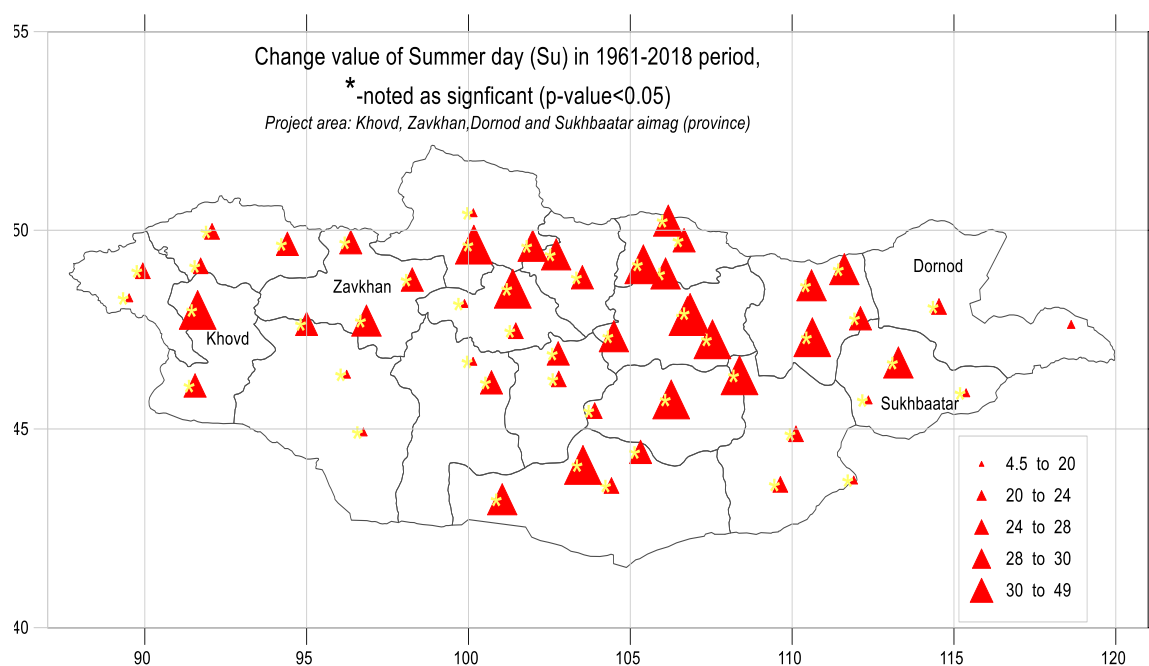 55
Change value of Summer day (Su) in 1961-2018 period,
*-noted as signficant (p-value<0.05)
Project area: Khovd, Zavkhan,Dornod and Sukhbaatar aimag (province)
50
Dornod
Zavkhan
Khovd
Sukhbaatar
45
4.5 to 20
20 to 24
24 to 28
28 to 30
30 to 49
40
90 95 100 105 110 115 120